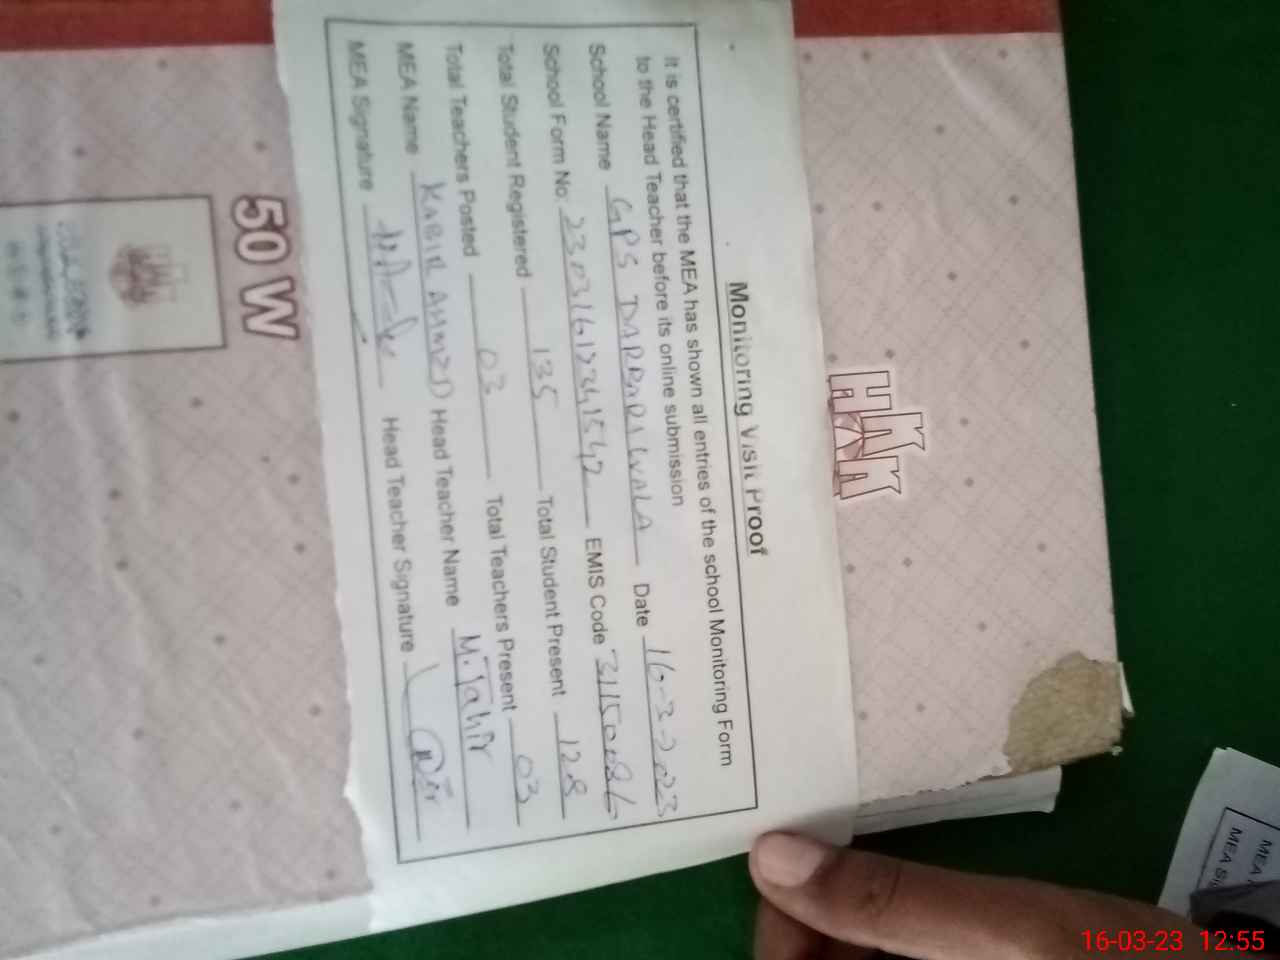 Monitoring Visit Proof
It is certified that the MEA has shown all entries of the school Monitoring Form
to the Head Teacher before its online submission
School Name GPS DARBARIWALA Date 16-3-2023
School Form No. EMIS Code
Total Student Registered 135 Total Student Present 128
Total Teachers Posted 03 Total Teachers Present 03
MEA Name KABIR AHMED Head Teacher Name M. Tahir
MEA Signature Head Teacher Signature
50 W
HKK
MEA
MEA
16-03-23 12:55